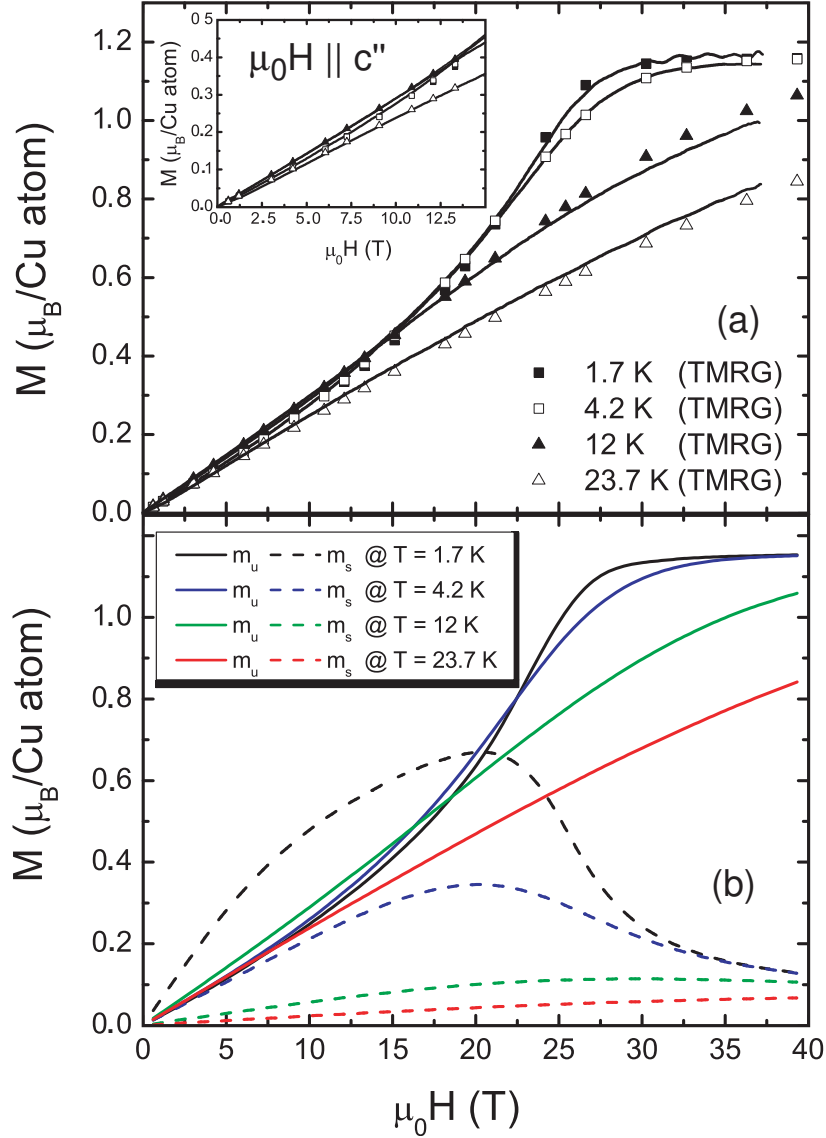 0.5
0.4
0.3
0.2
0.1
0.0
M (μB/Cu atom)
μ0H || c''
0.0 2.5 5.0 7.5 10.0 12.5
μ0H (T)
1.2
1.0
0.8
0.6
0.4
0.2
0.0
M (μB/Cu atom)
(a)
1.7 K (TMRG)
4.2 K (TMRG)
12 K (TMRG)
23.7 K (TMRG)
mu ms @ T = 1.7 K
mu ms @ T = 4.2 K
mu ms @ T = 12 K
mu ms @ T = 23.7 K
1.0
0.8
0.6
0.4
0.2
0.0
M (μB/Cu atom)
(b)
0 5 10 15 20 25 30 35 40
μ0H (T)